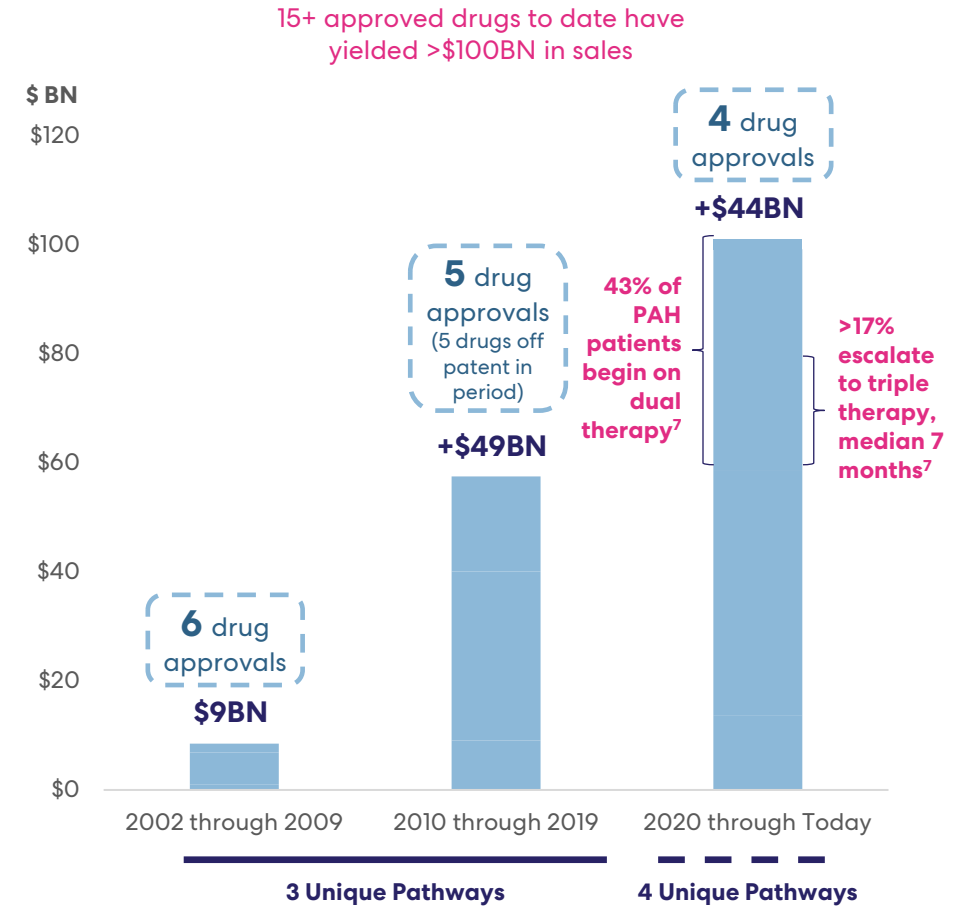 15+ approved drugs to date have
yielded >$100BN in sales
$ BN
$120
$100
$80
$60
$40
$20
$0
6 drug
approvals
$9BN
5 drug
approvals
(5 drugs off
patent in
period)
+$49BN
4 drug
approvals
+$44BN
43% of
PAH
patients
begin on
dual
therapy⁷
>17%
escalate
to triple
therapy,
median 7
months⁷
2002 through 2009
2010 through 2019
2020 through Today
3 Unique Pathways
4 Unique Pathways